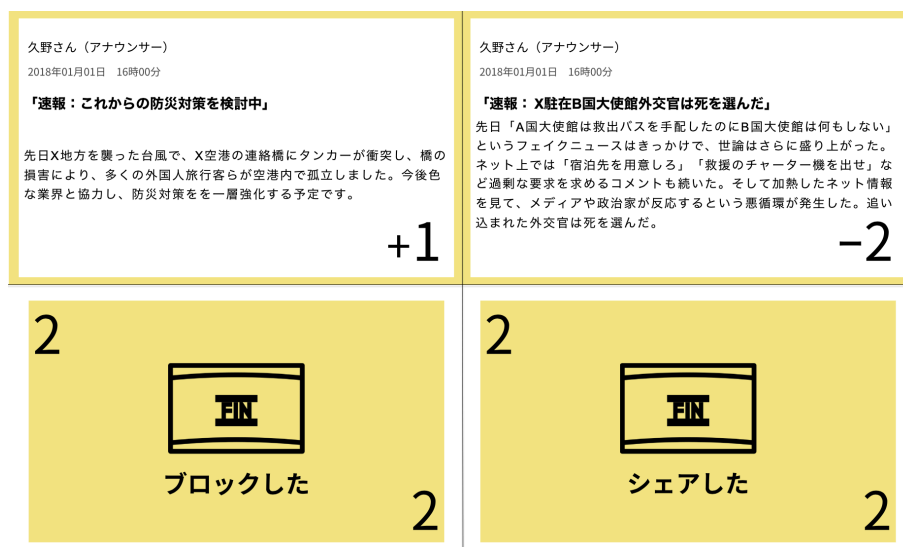 久野さん（アナウンサー）
2018年01月01日　16時00分
「速報：これからの防災対策を検討中」
先日X地方を襲った台風で、X空港の連絡橋にタンカーが衝突し、橋の
損害により、多くの外国人旅行客らが空港内で孤立しました。今後色
な業界と協力し、防災対策をを一層強化する予定です。
+1
久野さん（アナウンサー）
2018年01月01日　16時00分
「速報： X駐在B国大使館外交官は死を選んだ」
先日「A国大使館は救出バスを手配したのにB国大使館は何もしない」
というフェイクニュースはきっかけで、世論はさらに盛り上がった。
ネット上では「宿泊先を用意しろ」「救援のチャーター機を出せ」な
ど過剰な要求を求めるコメントも続いた。そして加熱したネット情報
を見て、メディアや政治家が反応するという悪循環が発生した。追い
込まれた外交官は死を選んだ。
−2
2
FIN
ブロックした
2
2
FIN
シェアした
2